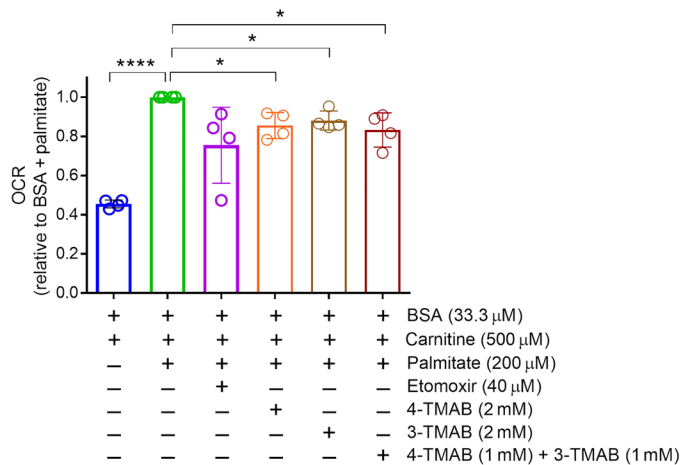 *
*
**** *
1.0
0.8
0.6
0.4
0.2
0.0
OCR
(relative to BSA + palmitate)
+ + + + + + BSA (33.3 μM)
+ + + + + + Carnitine (500 μM)
— + + + + + Palmitate (200 μM)
— — + — — — Etomoxir (40 μM)
— — — + — — 4-TMAB (2 mM)
— — — — + — 3-TMAB (2 mM)
— — — — — + 4-TMAB (1 mM) + 3-TMAB (1 mM)